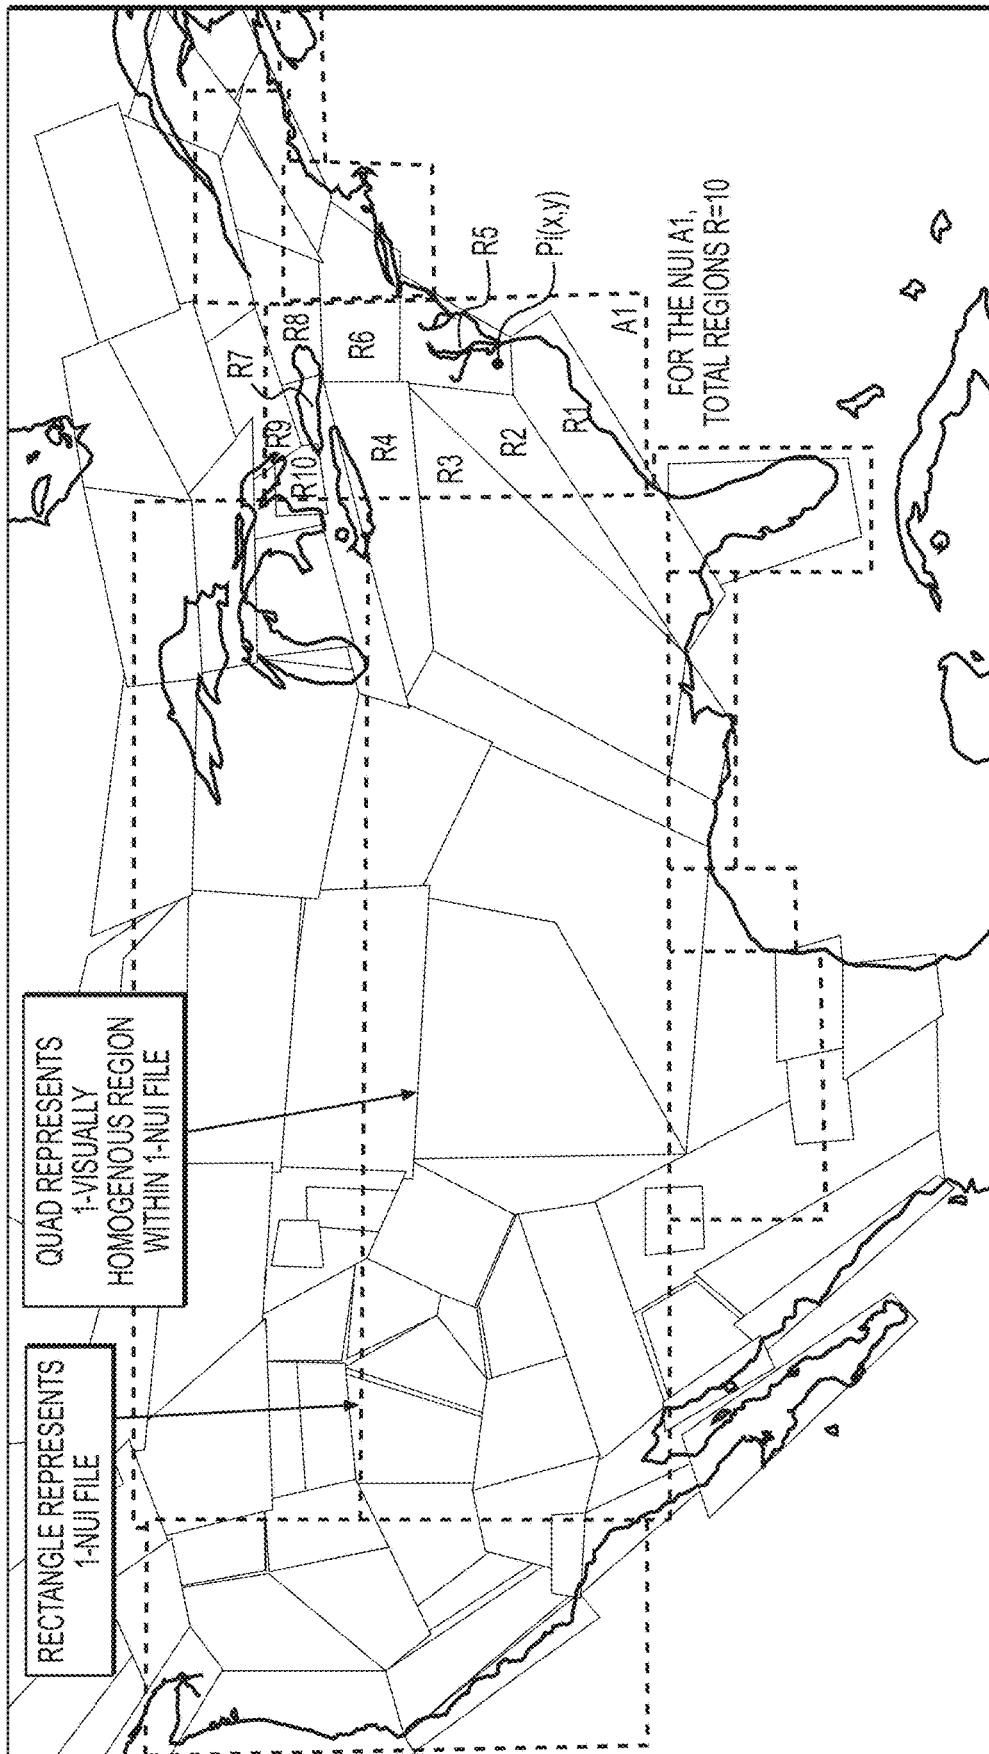 RECTANGLE REPRESENTS
1-NUI FILE
QUAD REPRESENTS
1-VISUALLY
HOMOGENOUS REGION
WITHIN 1-NUI FILE
R7
R8
R9
R10
R6
R4
R3
R2
R1
R5
Pi(x,y)
A1
FOR THE NUI A1,
TOTAL REGIONS R=10